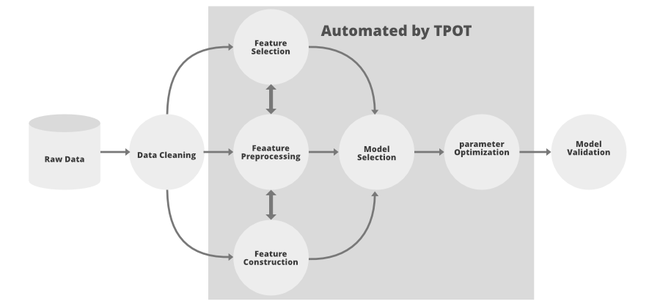 Automated by TPOT
Feature
Selection
Raw Data
Data Cleaning
Feaature
Preprocessing
Model
Selection
parameter
Optimization
Model
Validation
Feature
Construction